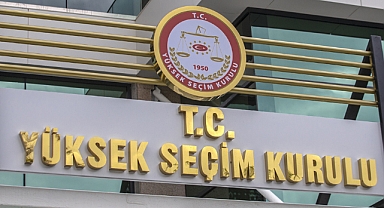 T.C.
1950
YÜKSEK SEÇİM KURULU
T.C.
YÜKSEK SEÇİM KURULU